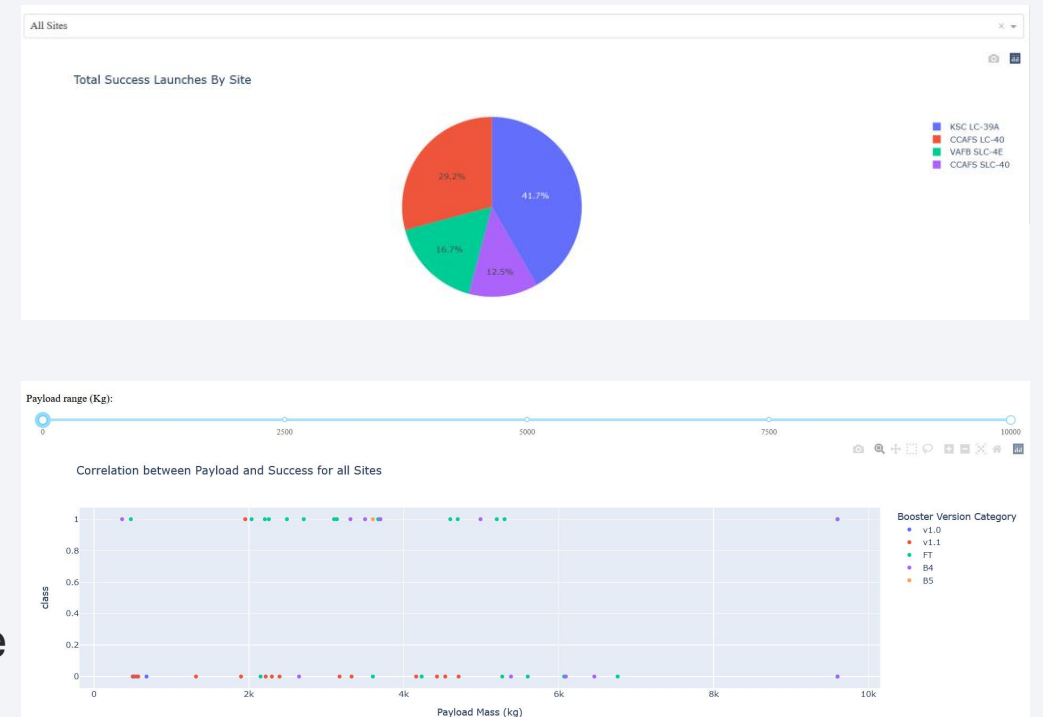 All Sites
Total Success Launches By Site
KSC LC-39A
CCAFS LC-40
VAFB SLC-4E
CCAFS SLC-40
29.2%
41.7%
16.7%
12.5%
Payload range (Kg):
0 2500 5000 7500 10000
Correlation between Payload and Success for all Sites
Booster Version Category
v1.0
v1.1
FT
B4
B5
class
1
0.8
0.6
0.4
0.2
0
0 2k 4k 6k 8k 10k
Payload Mass (kg)
e